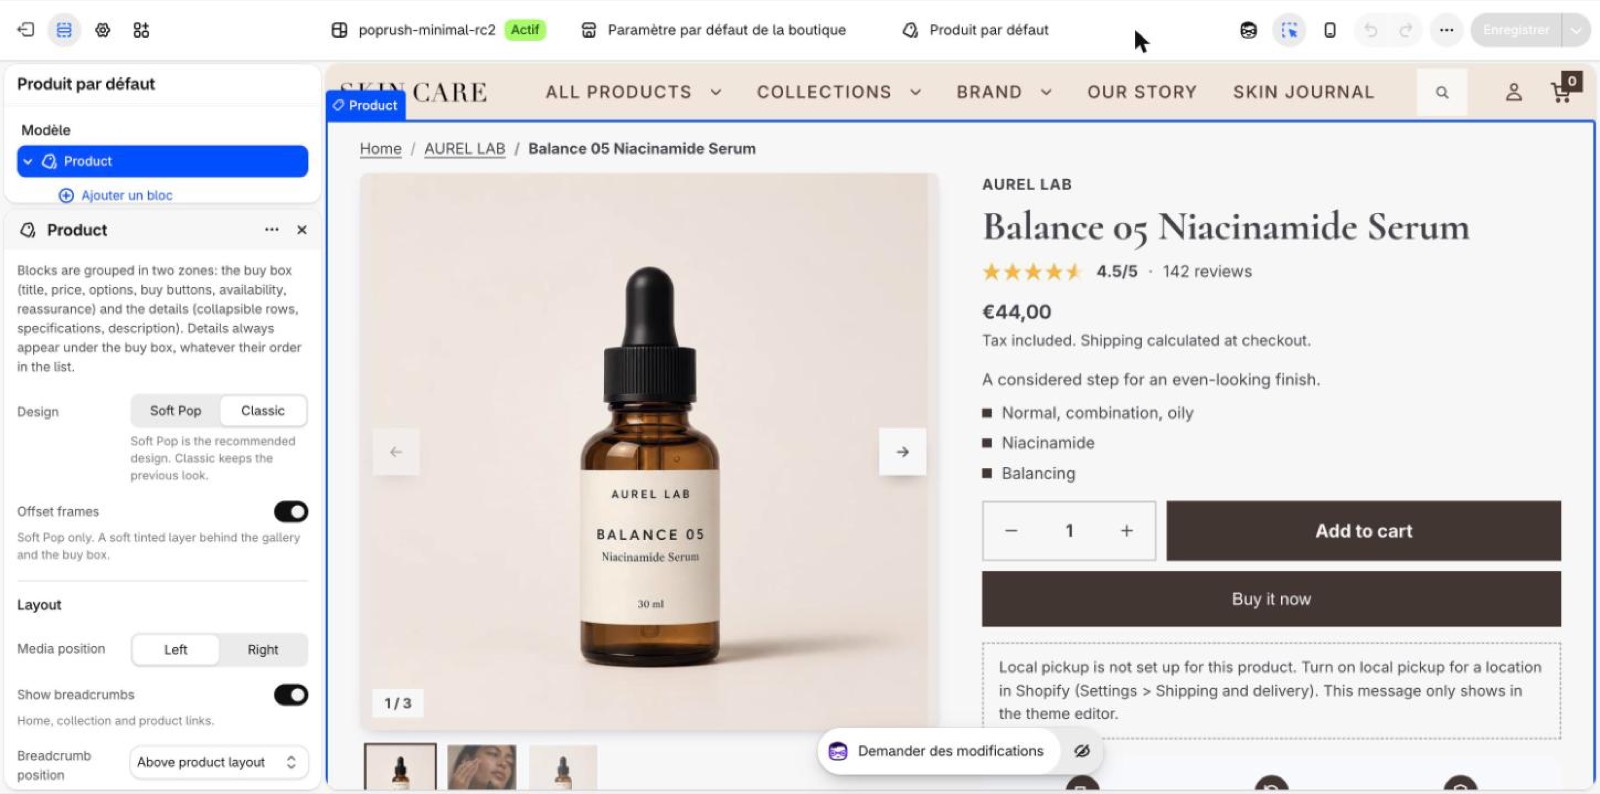 poprush-minimal-rc2
Actif
Paramètre par défaut de la boutique
Produit par défaut
Enregistrer
Produit par défaut
Modèle
Product
Ajouter un bloc
Product
Blocks are grouped in two zones: the buy box
(title, price, options, buy buttons, availability,
reassurance) and the details (collapsible rows,
specifications, description). Details always
appear under the buy box, whatever their order
in the list.
Design
Soft Pop
Classic
Soft Pop is the recommended
design. Classic keeps the
previous look.
Offset frames
Soft Pop only. A soft tinted layer behind the gallery
and the buy box.
Layout
Media position
Left
Right
Show breadcrumbs
Home, collection and product links.
Breadcrumb
position
Above product layout
SKIN CARE
ALL PRODUCTS
COLLECTIONS
BRAND
OUR STORY
SKIN JOURNAL
0
Product
Home / AUREL LAB / Balance 05 Niacinamide Serum
AUREL LAB
BALANCE 05
Niacinamide Serum
30 ml
1 / 3
AUREL LAB
Balance 05 Niacinamide Serum
4.5/5 · 142 reviews
€44,00
Tax included. Shipping calculated at checkout.
A considered step for an even-looking finish.
Normal, combination, oily
Niacinamide
Balancing
− 1 +
Add to cart
Buy it now
Local pickup is not set up for this product. Turn on local pickup for a location
in Shopify (Settings > Shipping and delivery). This message only shows in
the theme editor.
Demander des modifications